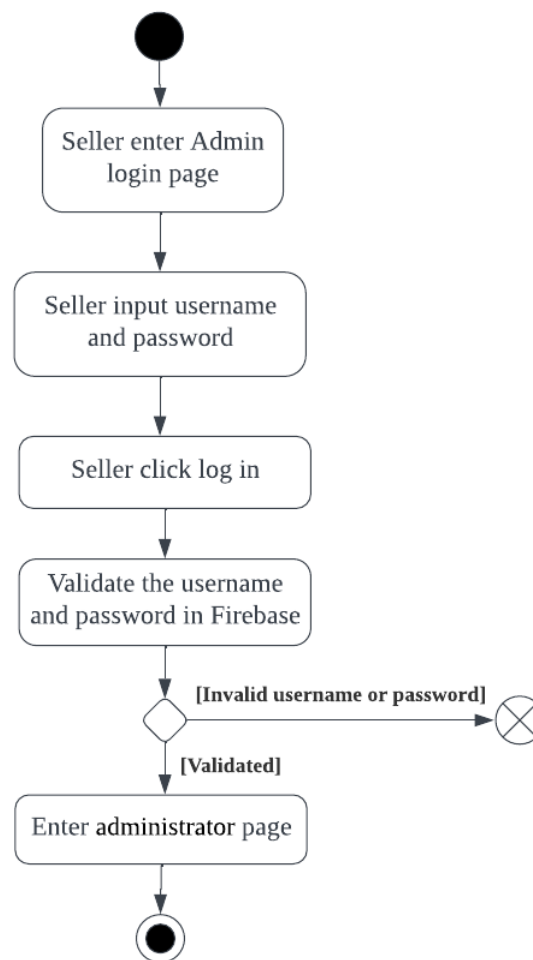 Seller enter Admin
login page
Seller input username
and password
Seller click log in
Validate the username
and password in Firebase
[Invalid username or password]
[Validated]
Enter administrator page